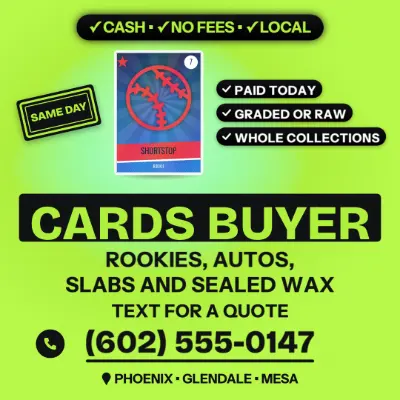 ✓CASH ▪ ✓NO FEES ▪ ✓LOCAL
7
SHORTSTOP
SAME DAY
✓ PAID TODAY
✓ GRADED OR RAW
✓ WHOLE COLLECTIONS
CARDS BUYER
ROOKIES, AUTOS,
SLABS AND SEALED WAX
TEXT FOR A QUOTE
(602) 555-0147
PHOENIX ▪ GLENDALE ▪ MESA